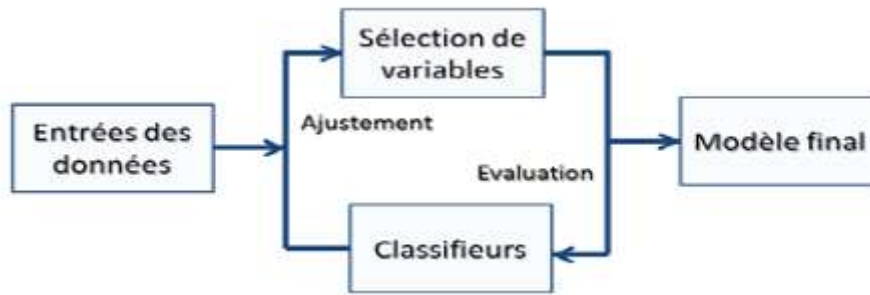 Sélection de
variables
Entrées des
données
Ajustement
Modèle final
Evaluation
Classifieurs